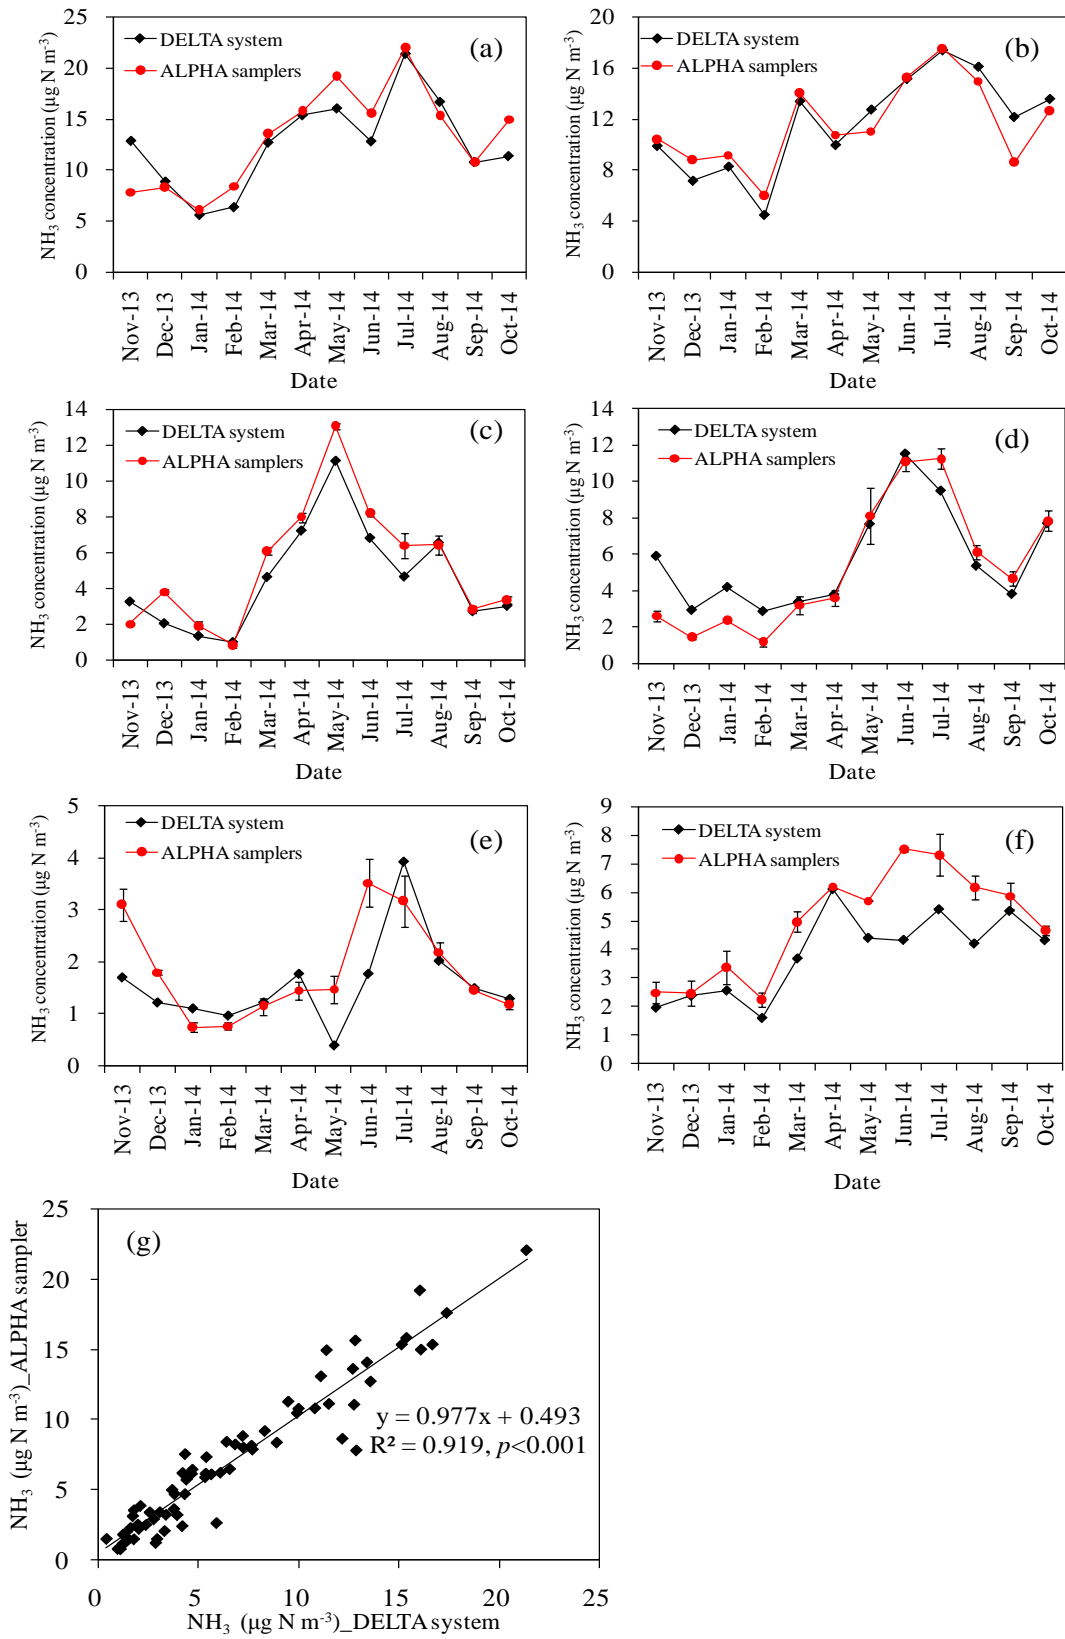 (a)
DELTA system
ALPHA samplers
NH₃ concentration (μg N m⁻³)
25
20
15
10
5
0
Nov-13 Dec-13 Jan-14 Feb-14 Mar-14 Apr-14 May-14 Jun-14 Jul-14 Aug-14 Sep-14 Oct-14
Date
(b)
DELTA system
ALPHA samplers
NH₃ concentration (μg N m⁻³)
20
16
12
8
4
0
Nov-13 Dec-13 Jan-14 Feb-14 Mar-14 Apr-14 May-14 Jun-14 Jul-14 Aug-14 Sep-14 Oct-14
Date
(c)
DELTA system
ALPHA samplers
NH₃ concentration (μg N m⁻³)
14
12
10
8
6
4
2
0
Nov-13 Dec-13 Jan-14 Feb-14 Mar-14 Apr-14 May-14 Jun-14 Jul-14 Aug-14 Sep-14 Oct-14
Date
(d)
DELTA system
ALPHA samplers
NH₃ concentration (μg N m⁻³)
14
12
10
8
6
4
2
0
Nov-13 Dec-13 Jan-14 Feb-14 Mar-14 Apr-14 May-14 Jun-14 Jul-14 Aug-14 Sep-14 Oct-14
Date
(e)
DELTA system
ALPHA samplers
NH₃ concentration (μg N m⁻³)
5
4
3
2
1
0
Nov-13 Dec-13 Jan-14 Feb-14 Mar-14 Apr-14 May-14 Jun-14 Jul-14 Aug-14 Sep-14 Oct-14
Date
(f)
DELTA system
ALPHA samplers
NH₃ concentration (μg N m⁻³)
9
8
7
6
5
4
3
2
1
0
Nov-13 Dec-13 Jan-14 Feb-14 Mar-14 Apr-14 May-14 Jun-14 Jul-14 Aug-14 Sep-14 Oct-14
Date
(g)
NH₃ (μg N m⁻³)_ALPHA sampler
25
20
15
10
5
0
y = 0.977x + 0.493
R² = 0.919, p<0.001
0 5 10 15 20 25
NH₃ (μg N m⁻³)_DELTA system